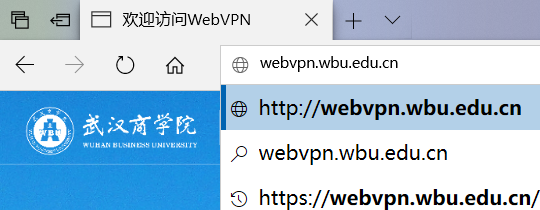 欢迎访问WebVPN
webvpn.wbu.edu.cn
http://webvpn.wbu.edu.cn
WBU
武汉商学院
WUHAN BUSINESS UNIVERSITY
webvpn.wbu.edu.cn
https://webvpn.wbu.edu.cn/